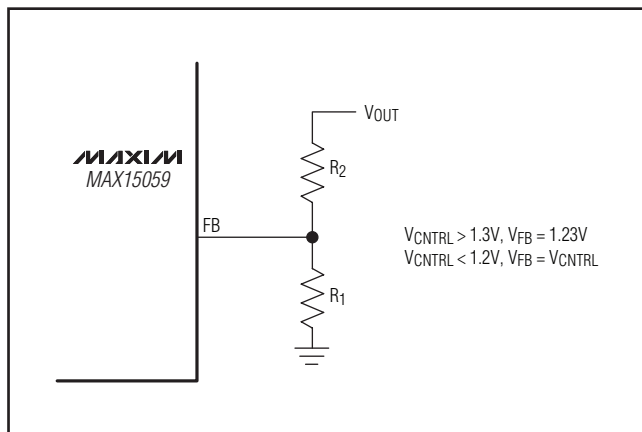 VOUT
R2
MAXIM
MAX15059
FB
VCNTRL > 1.3V, VFB = 1.23V
VCNTRL < 1.2V, VFB = VCNTRL
R1